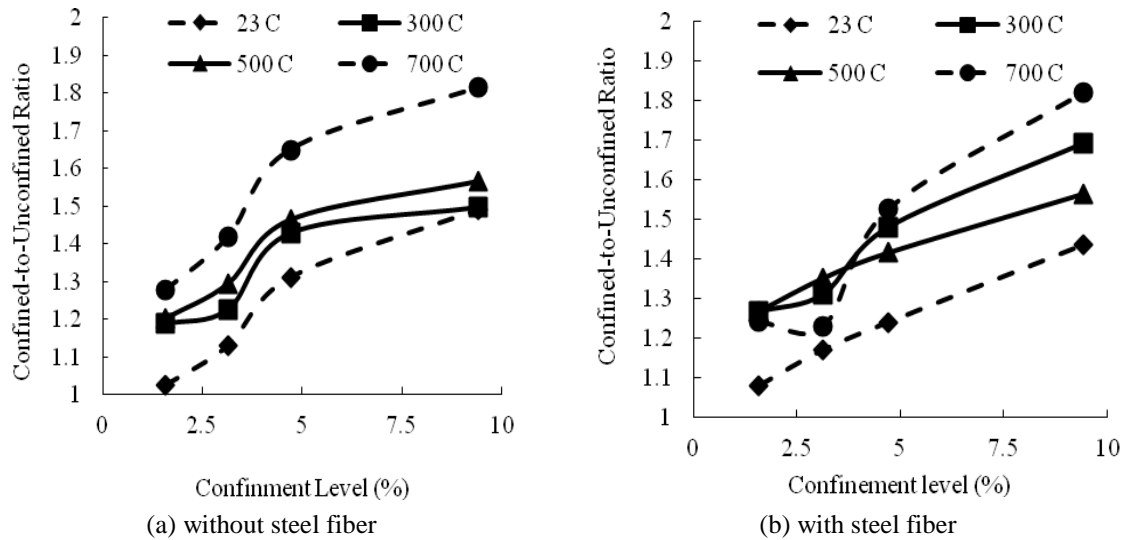 Confined-to-Unconfined Ratio
2
1.9
1.8
1.7
1.6
1.5
1.4
1.3
1.2
1.1
1
23 C
300 C
500 C
700 C
0
2.5
5
7.5
10
Confinment Level (%)
(a) without steel fiber
Confined-to-Unconfined Ratio
2
1.9
1.8
1.7
1.6
1.5
1.4
1.3
1.2
1.1
1
23 C
300 C
500 C
700 C
0
2.5
5
7.5
10
Confinement level (%)
(b) with steel fiber